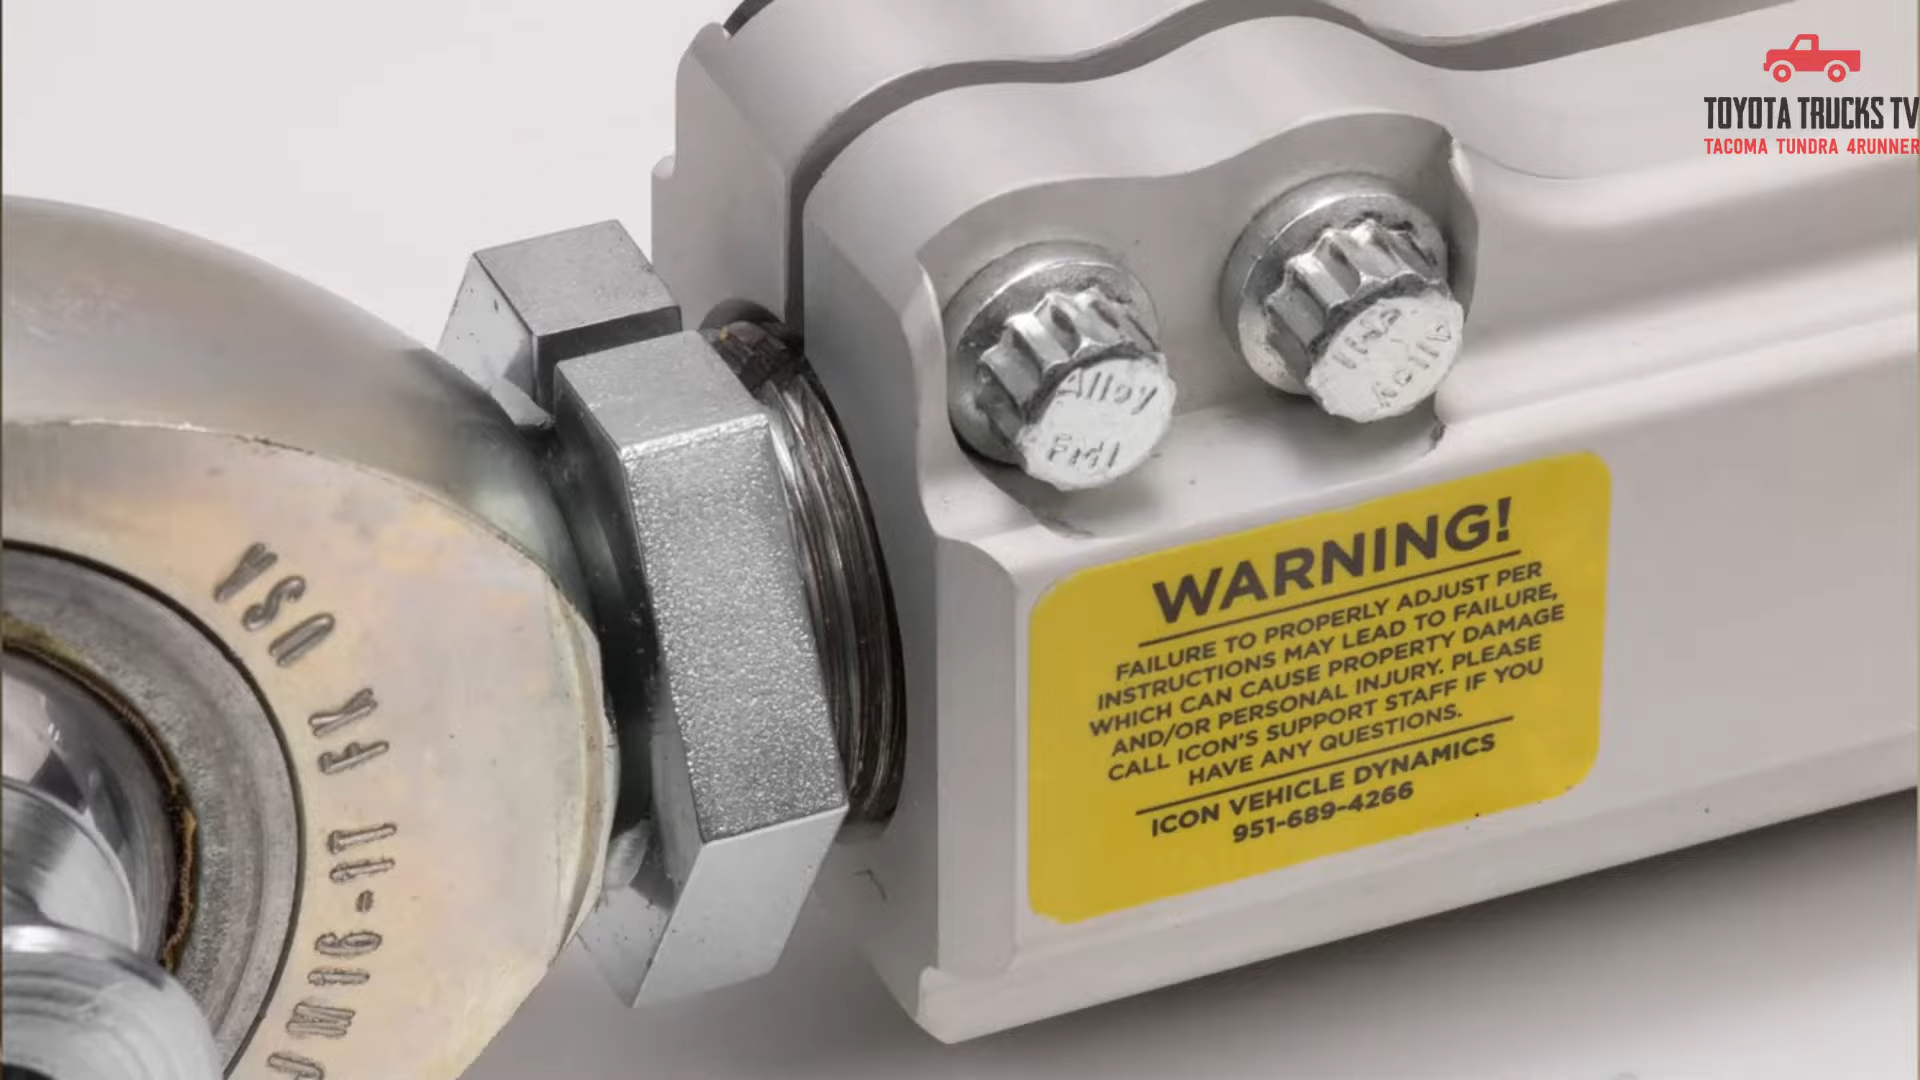 TOYOTA TRUCKS TV
TACOMA TUNDRA 4RUNNER
Alloy
FMI
Alloy
WARNING!
FAILURE TO PROPERLY ADJUST PER
INSTRUCTIONS MAY LEAD TO FAILURE,
WHICH CAN CAUSE PROPERTY DAMAGE
AND/OR PERSONAL INJURY. PLEASE
CALL ICON'S SUPPORT STAFF IF YOU
HAVE ANY QUESTIONS.
ICON VEHICLE DYNAMICS
951-689-4266
FK USA